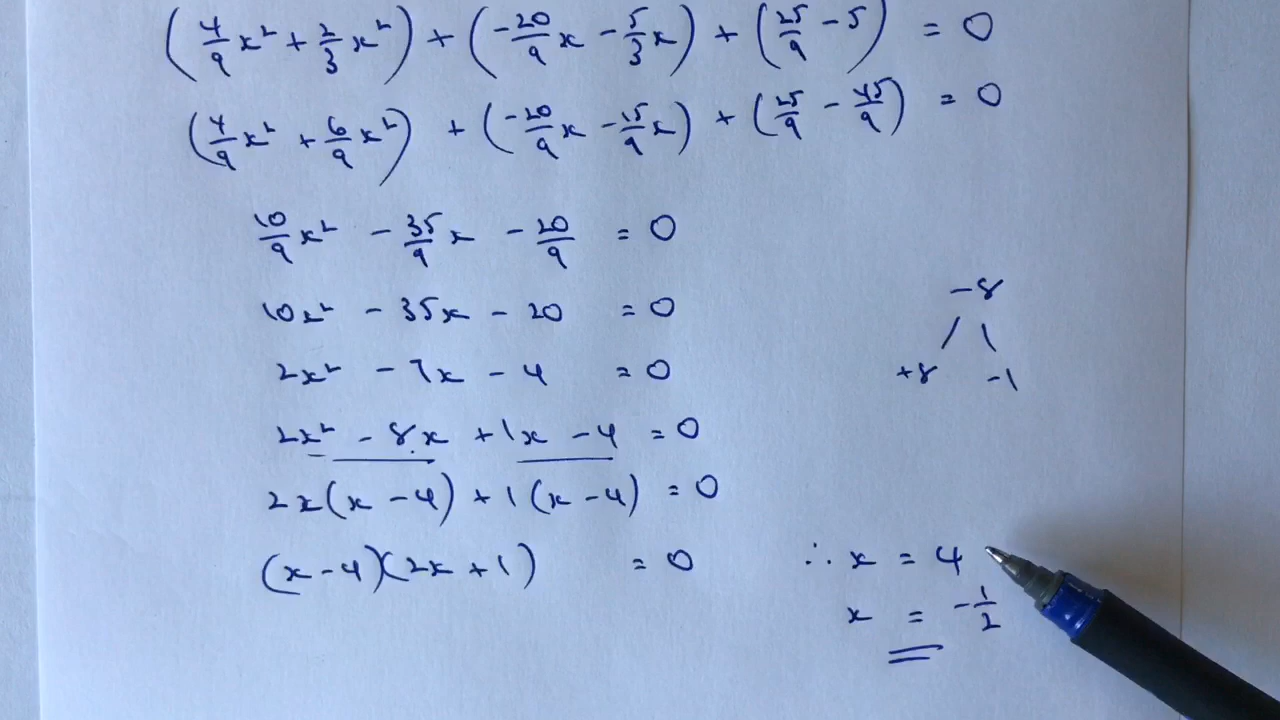 (4/9 x² + 2/3 x²) + (-20/9 x - 5/3 x) + (25/9 - 5) = 0
(4/9 x² + 6/9 x²) + (-20/9 x - 15/9 x) + (25/9 - 45/9) = 0
10/9 x² - 35/9 x - 20/9 = 0
10x² - 35x - 20 = 0
2x² - 7x - 4 = 0
2x² - 8x + 1x - 4 = 0
2x(x - 4) + 1(x - 4) = 0
(x - 4)(2x + 1) = 0
-8
+8 -1
∴ x = 4
x = -1/2